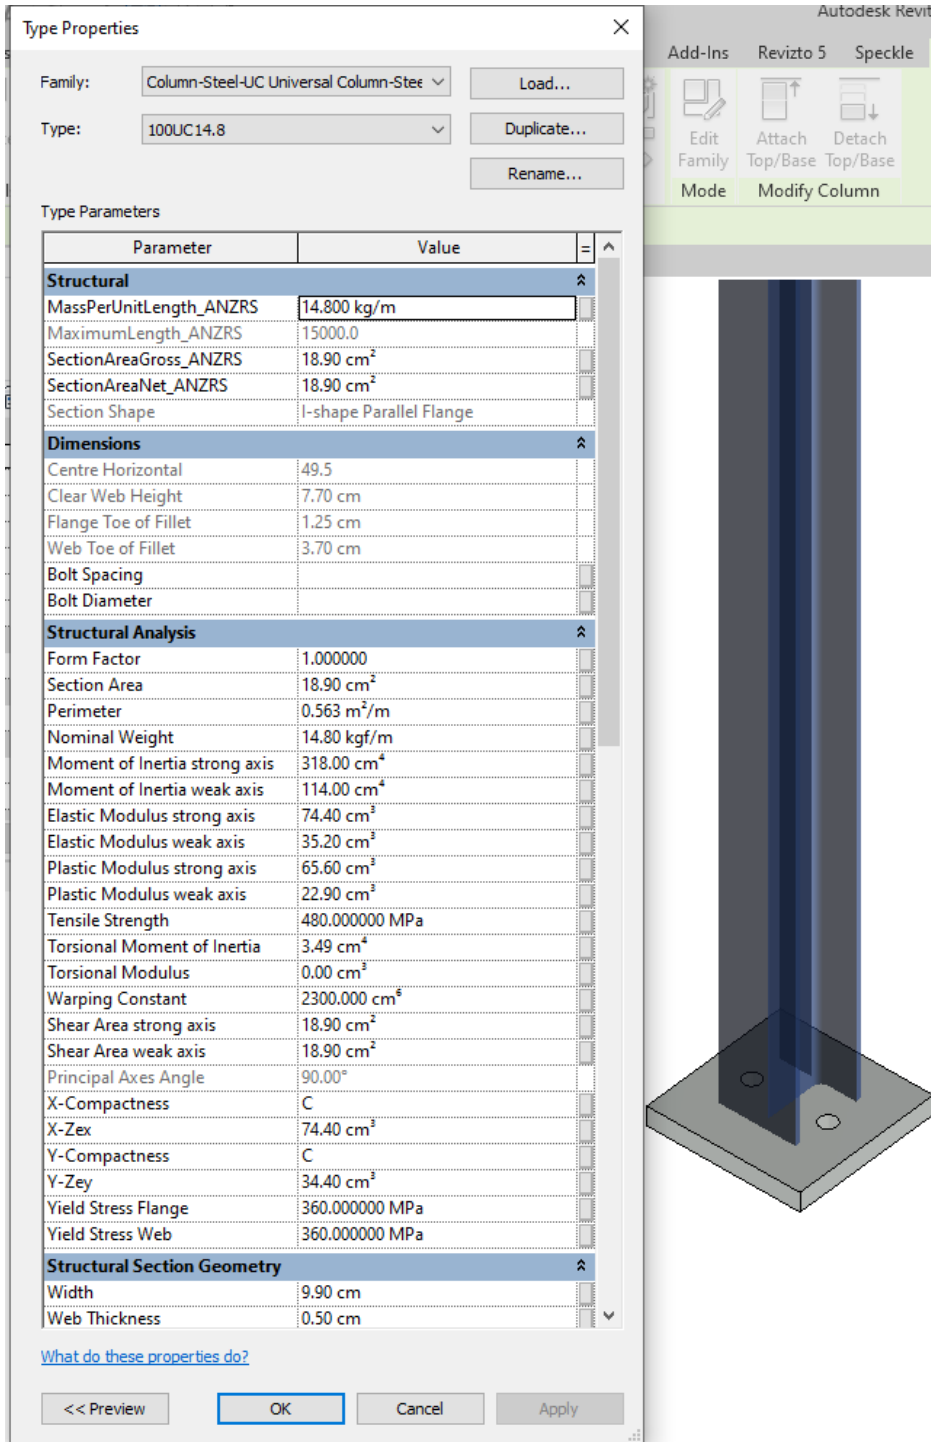 Autodesk Revit
Type Properties
Add-Ins Revizto 5 Speckle
Family: Column-Steel-UC Universal Column-Stee Load...
Type: 100UC14.8 Duplicate...
Rename...
Edit Family
Attach Top/Base
Detach Top/Base
Mode Modify Column
Type Parameters
Parameter Value =
Structural
MassPerUnitLength_ANZRS 14.800 kg/m
MaximumLength_ANZRS 15000.0
SectionAreaGross_ANZRS 18.90 cm²
SectionAreaNet_ANZRS 18.90 cm²
Section Shape I-shape Parallel Flange
Dimensions
Centre Horizontal 49.5
Clear Web Height 7.70 cm
Flange Toe of Fillet 1.25 cm
Web Toe of Fillet 3.70 cm
Bolt Spacing
Bolt Diameter
Structural Analysis
Form Factor 1.000000
Section Area 18.90 cm²
Perimeter 0.563 m²/m
Nominal Weight 14.80 kgf/m
Moment of Inertia strong axis 318.00 cm⁴
Moment of Inertia weak axis 114.00 cm⁴
Elastic Modulus strong axis 74.40 cm³
Elastic Modulus weak axis 35.20 cm³
Plastic Modulus strong axis 65.60 cm³
Plastic Modulus weak axis 22.90 cm³
Tensile Strength 480.000000 MPa
Torsional Moment of Inertia 3.49 cm⁴
Torsional Modulus 0.00 cm³
Warping Constant 2300.000 cm⁶
Shear Area strong axis 18.90 cm²
Shear Area weak axis 18.90 cm²
Principal Axes Angle 90.00°
X-Compactness C
X-Zex 74.40 cm³
Y-Compactness C
Y-Zey 34.40 cm³
Yield Stress Flange 360.000000 MPa
Yield Stress Web 360.000000 MPa
Structural Section Geometry
Width 9.90 cm
Web Thickness 0.50 cm
What do these properties do?
<< Preview OK Cancel Apply